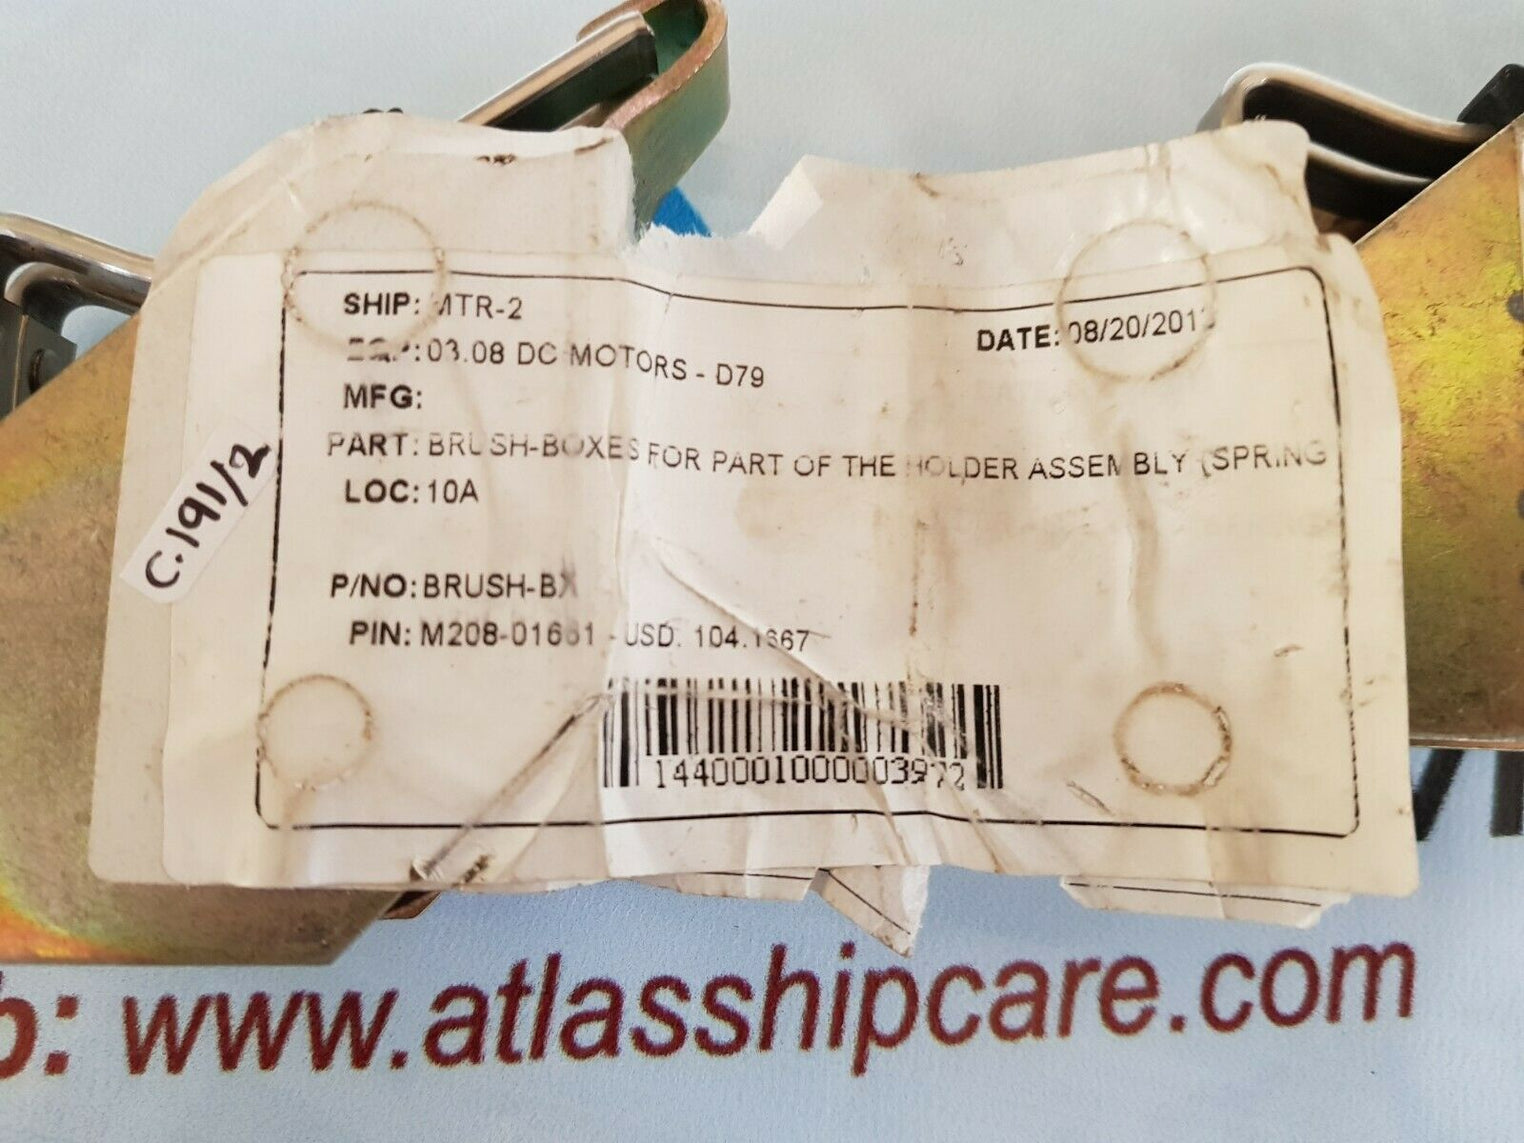 SHIP: MTR-2
DATE: 08/20/201
03.08 DC MOTORS - D79
MFG:
PART: BRUSH-BOXES FOR PART OF THE HOLDER ASSEMBLY (SPRING
LOC: 10A
C.191/2
P/NO: BRUSH-BX
PIN: M208-01661 - USD. 104.1667
1440001000003972
b: www.atlasshipcare.com